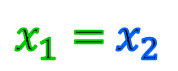 x₁ = x₂